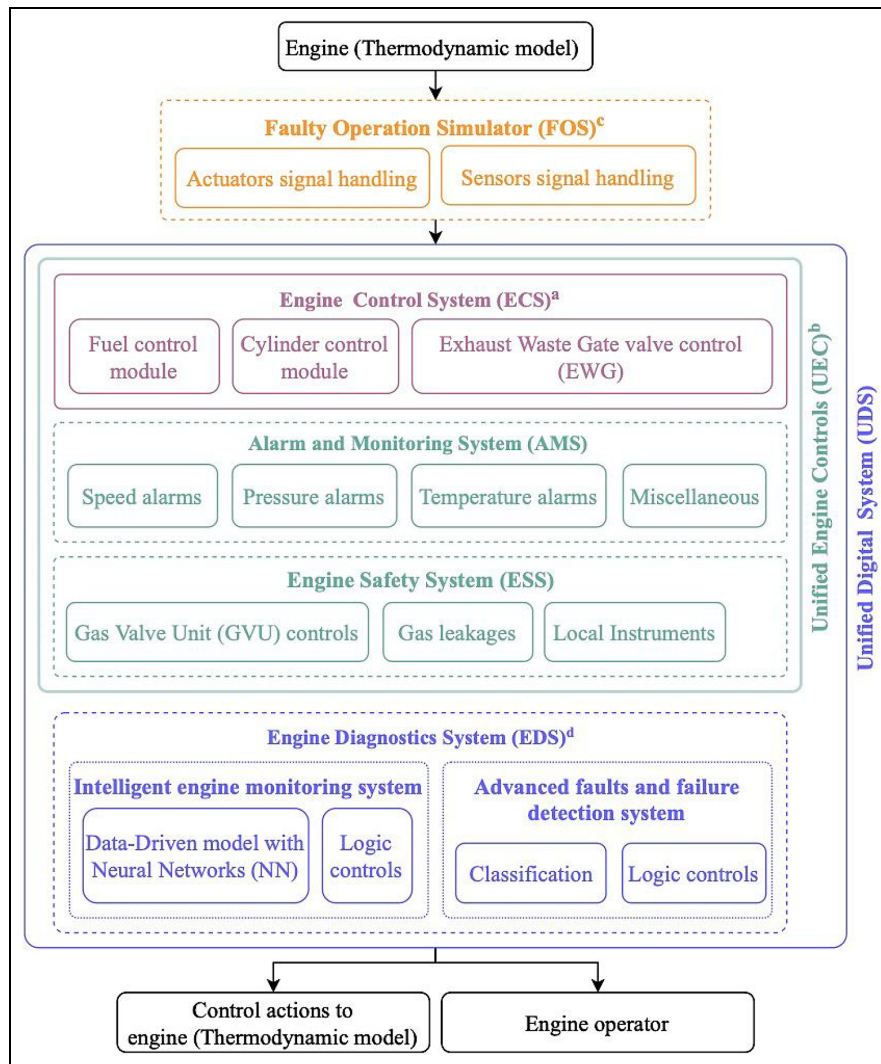 Engine (Thermodynamic model)
Faulty Operation Simulator (FOS)ᶜ
Actuators signal handling
Sensors signal handling
Engine Control System (ECS)ᵃ
Fuel control
module
Cylinder control
module
Exhaust Waste Gate valve control
(EWG)
Alarm and Monitoring System (AMS)
Speed alarms
Pressure alarms
Temperature alarms
Miscellaneous
Engine Safety System (ESS)
Gas Valve Unit (GVU) controls
Gas leakages
Local Instruments
Unified Engine Controls (UEC)ᵇ
Unified Digital System (UDS)
Engine Diagnostics System (EDS)ᵈ
Intelligent engine monitoring system
Data-Driven model with
Neural Networks (NN)
Logic
controls
Advanced faults and failure
detection system
Classification
Logic controls
Control actions to
engine (Thermodynamic model)
Engine operator